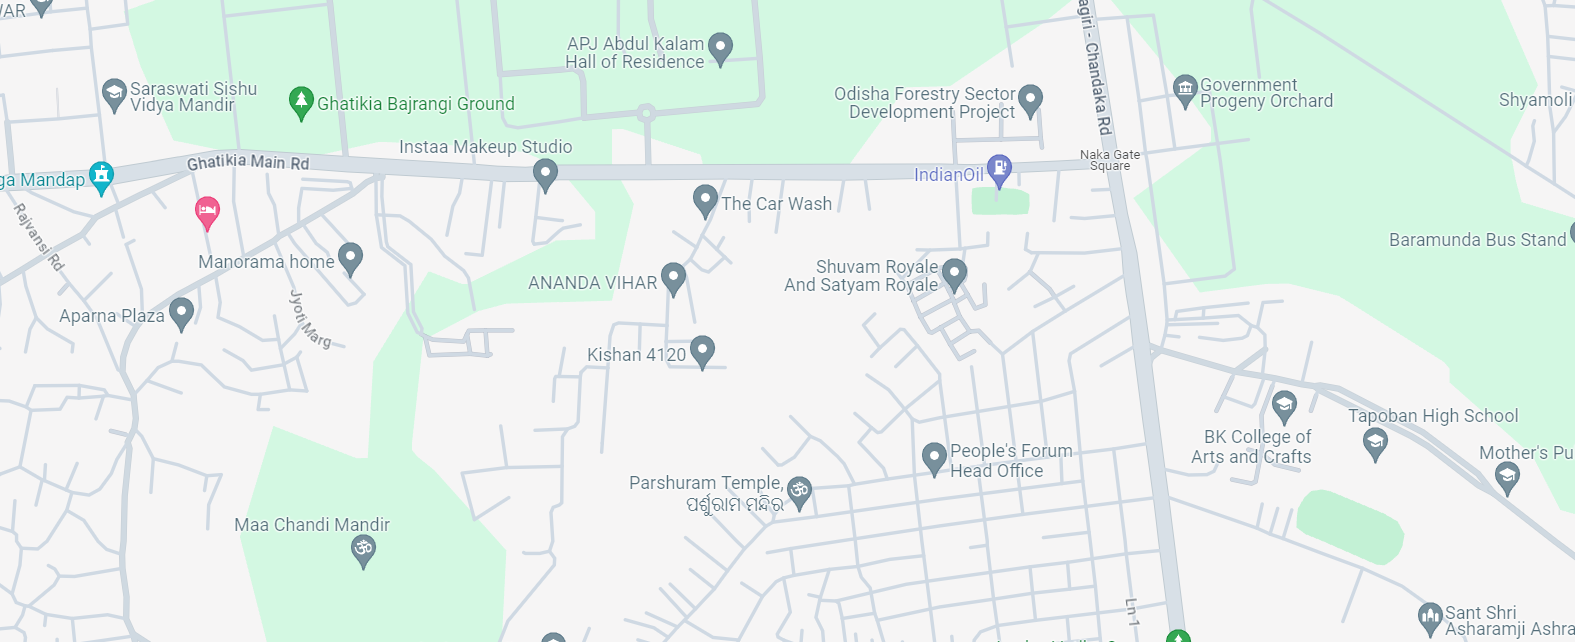 APJ Abdul Kalam
Hall of Residence
Saraswati Sishu
Vidya Mandir
Ghatikia Bajrangi Ground
Odisha Forestry Sector
Development Project
Chandaka Rd
Government
Progeny Orchard
Shyamoli
Ghatikia Main Rd
Instaa Makeup Studio
Naka Gate
Square
IndianOil
Mandap
The Car Wash
Rajvansi Rd
Baramunda Bus Stand
Manorama home
ANANDA VIHAR
Shuvam Royale
And Satyam Royale
Aparna Plaza
Jyoti Marg
Kishan 4120
Tapoban High School
BK College of
Arts and Crafts
Mother's Pu
People's Forum
Head Office
Parshuram Temple,
ପର୍ଶୁରାମ ମନ୍ଦିର
Maa Chandi Mandir
Ln 1
Sant Shri
Asharamji Ashra